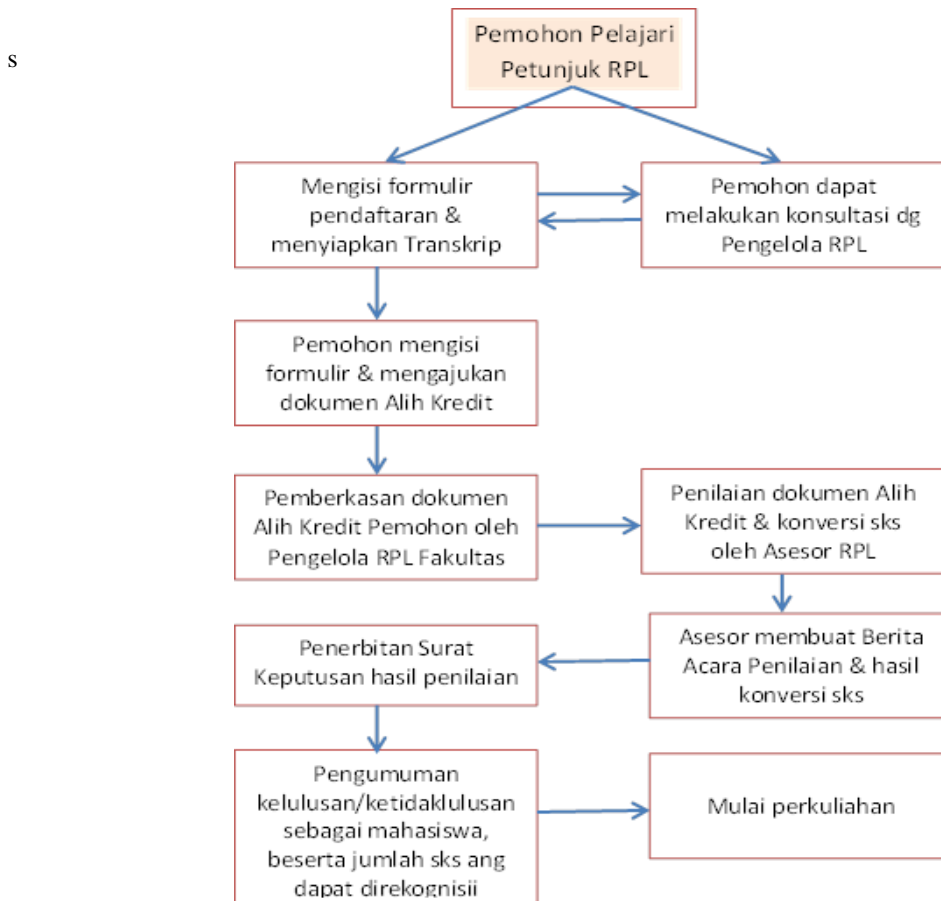 s
Pemohon Pelajari
Petunjuk RPL
Mengisi formulir
pendaftaran &
menyiapkan Transkrip
Pemohon dapat
melakukan konsultasi dg
Pengelola RPL
Pemohon mengisi
formulir & mengajukan
dokumen Alih Kredit
Pemberkasan dokumen
Alih Kredit Pemohon oleh
Pengelola RPL Fakultas
Penilaian dokumen Alih
Kredit & konversi sks
oleh Asesor RPL
Asesor membuat Berita
Acara Penilaian & hasil
konversi sks
Penerbitan Surat
Keputusan hasil penilaian
Pengumuman
kelulusan/ketidaklulusan
sebagai mahasiswa,
beserta jumlah sks ang
dapat direkognisii
Mulai perkuliahan